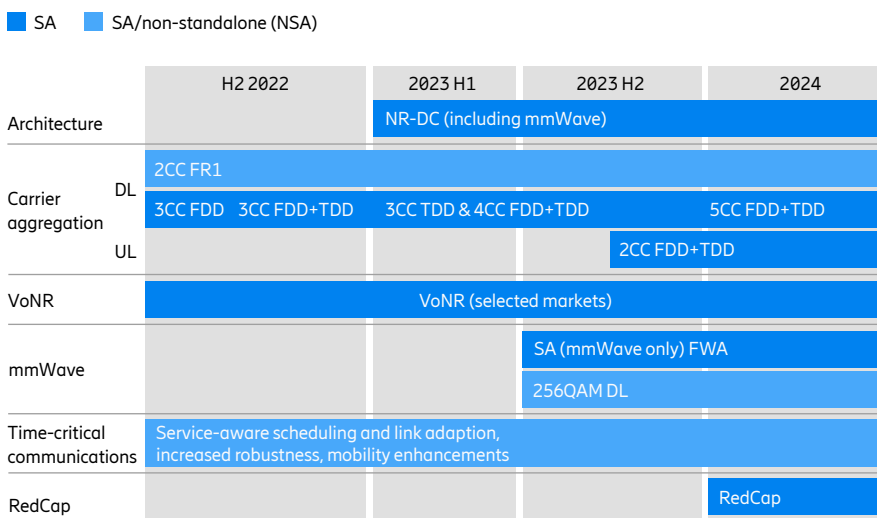 SA SA/non-standalone (NSA)
H2 2022 2023 H1 2023 H2 2024
Architecture NR-DC (including mmWave)
Carrier aggregation
DL 2CC FR1
3CC FDD 3CC FDD+TDD 3CC TDD & 4CC FDD+TDD 5CC FDD+TDD
UL 2CC FDD+TDD
VoNR VoNR (selected markets)
mmWave SA (mmWave only) FWA
256QAM DL
Time-critical communications
Service-aware scheduling and link adaption,
increased robustness, mobility enhancements
RedCap RedCap